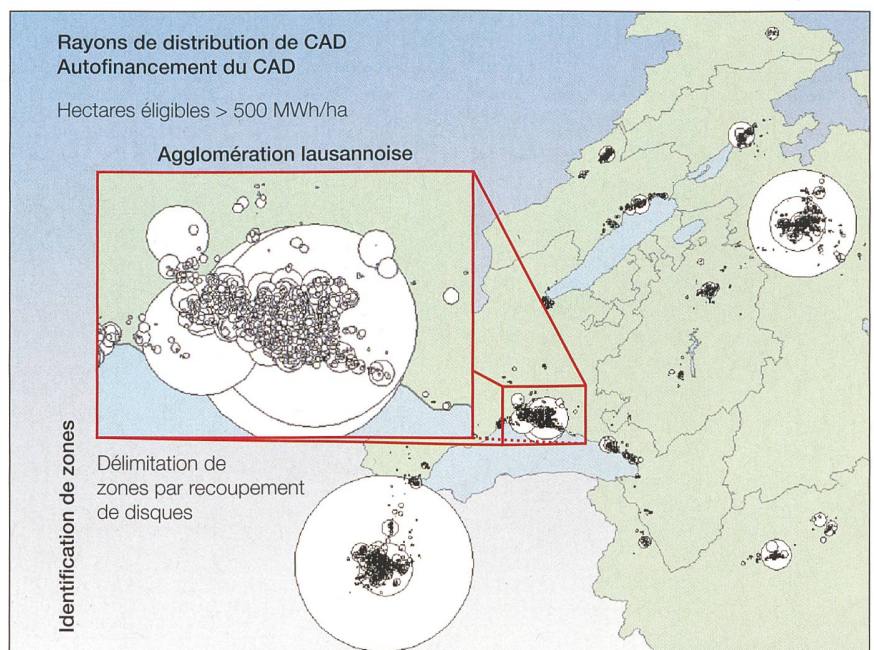 Rayons de distribution de CAD
Autofinancement du CAD
Hectares éligibles > 500 MWh/ha
Agglomération lausannoise
Délimitation de
zones par recoupement
de disques
Identification de zones